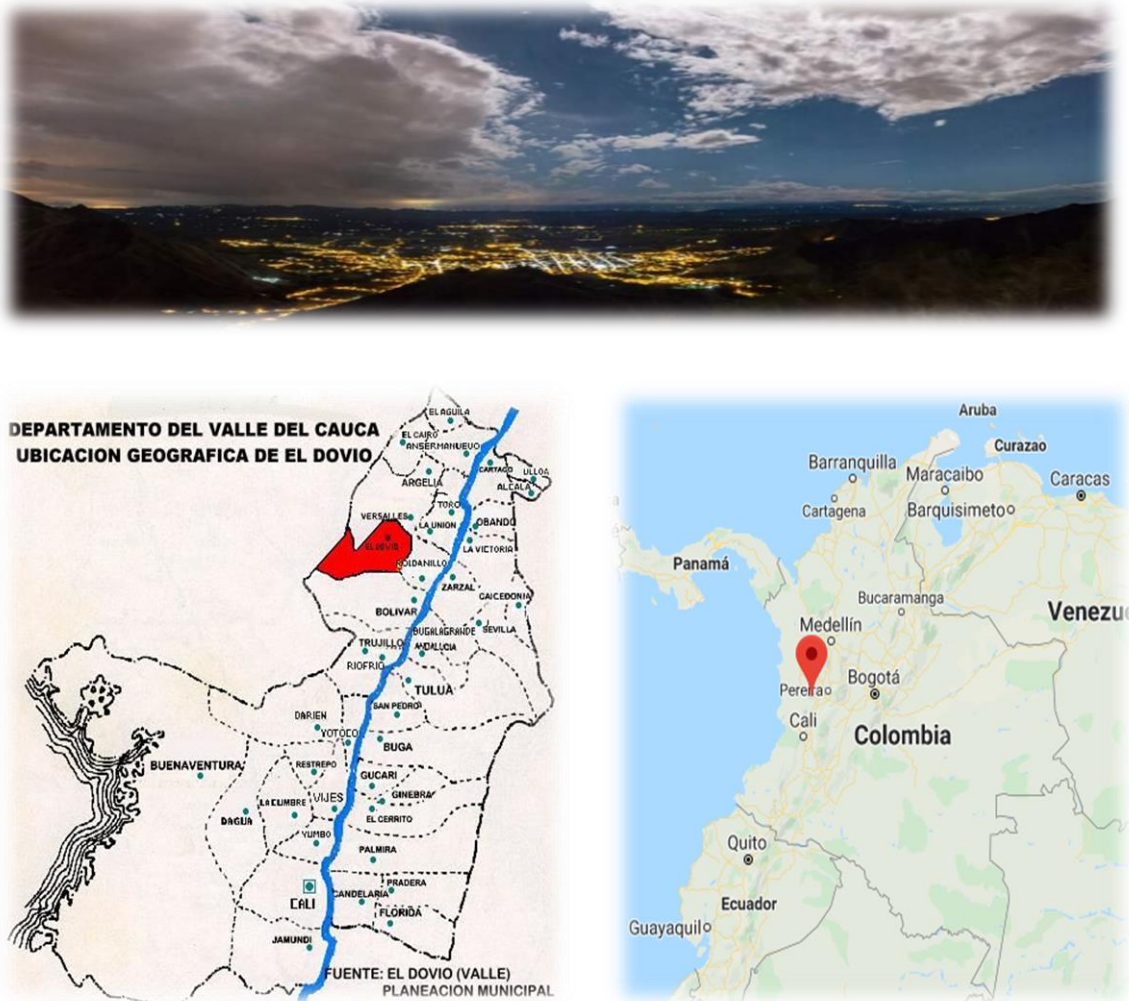 DEPARTAMENTO DEL VALLE DEL CAUCA
UBICACION GEOGRAFICA DE EL DOVIO
EL AGUILA
EL CAIRO
ANSERMANUEVO
CARTAGO
ULLOA
ALCALA
ARGELIA
TORO
VERSALLES
LA UNION
OBANDO
EL DOVIO
LA VICTORIA
ROLDANILLO
ZARZAL
CAICEDONIA
BOLIVAR
BUGALAGRANDE
SEVILLA
TRUJILLO
ANDALUCIA
RIOFRIO
TULUA
SAN PEDRO
DARIEN
YOTOCO
BUGA
BUENAVENTURA
RESTREPO
GUCARI
GINEBRA
LA CUMBRE
VIJES
EL CERRITO
DAGUA
YUMBO
PALMIRA
PRADERA
CANDELARIA
CALI
FLORIDA
JAMUNDI
FUENTE: EL DOVIO (VALLE)
PLANEACION MUNICIPAL
Aruba
Curazao
Barranquilla
Maracaibo
Caracas
Cartagena
Barquisimeto
Panamá
Bucaramanga
Venezu
Medellín
Pereira
Bogotá
Cali
Colombia
Quito
Ecuador
Guayaquil